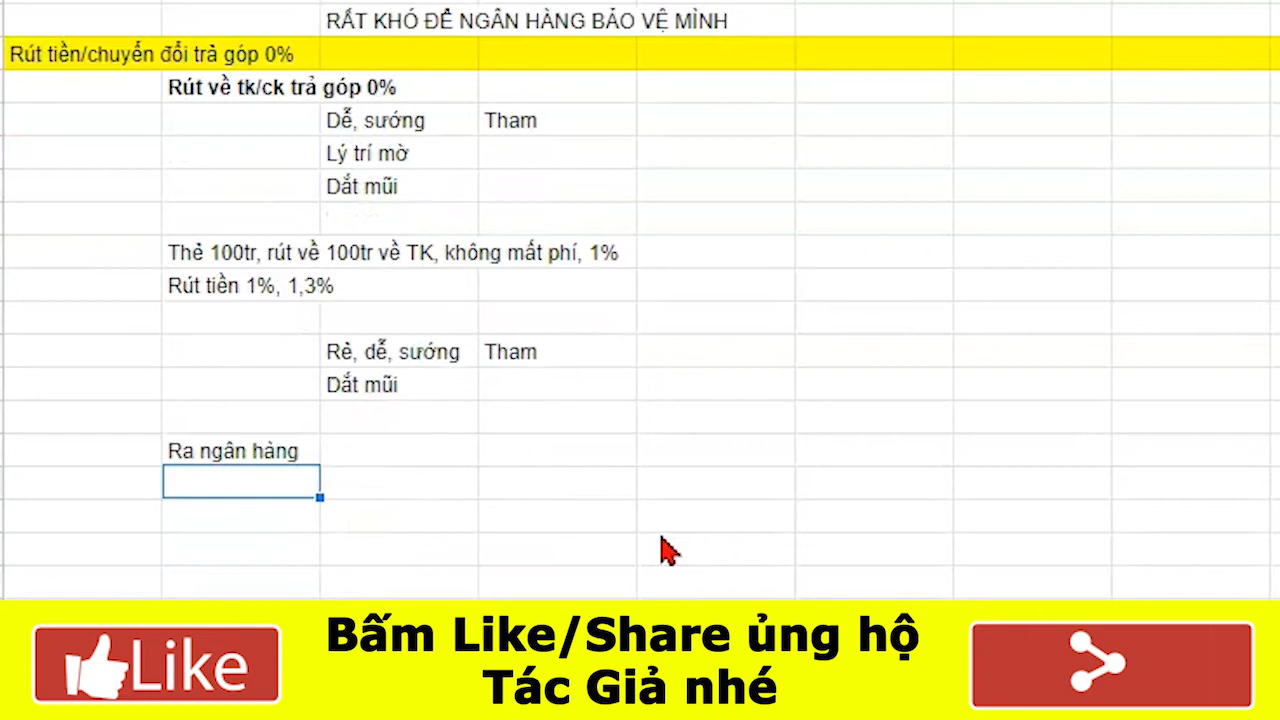 RẤT KHÓ ĐỂ NGÂN HÀNG BẢO VỆ MÌNH
Rút tiền/chuyển đổi trả góp 0%
Rút về tk/ck trả góp 0%
Dễ, sướng Tham
Lý trí mờ
Dắt mũi
Thẻ 100tr, rút về 100tr về TK, không mất phí, 1%
Rút tiền 1%, 1,3%
Rẻ, dễ, sướng Tham
Dắt mũi
Ra ngân hàng
Like
Bấm Like/Share ủng hộ
Tác Giả nhé